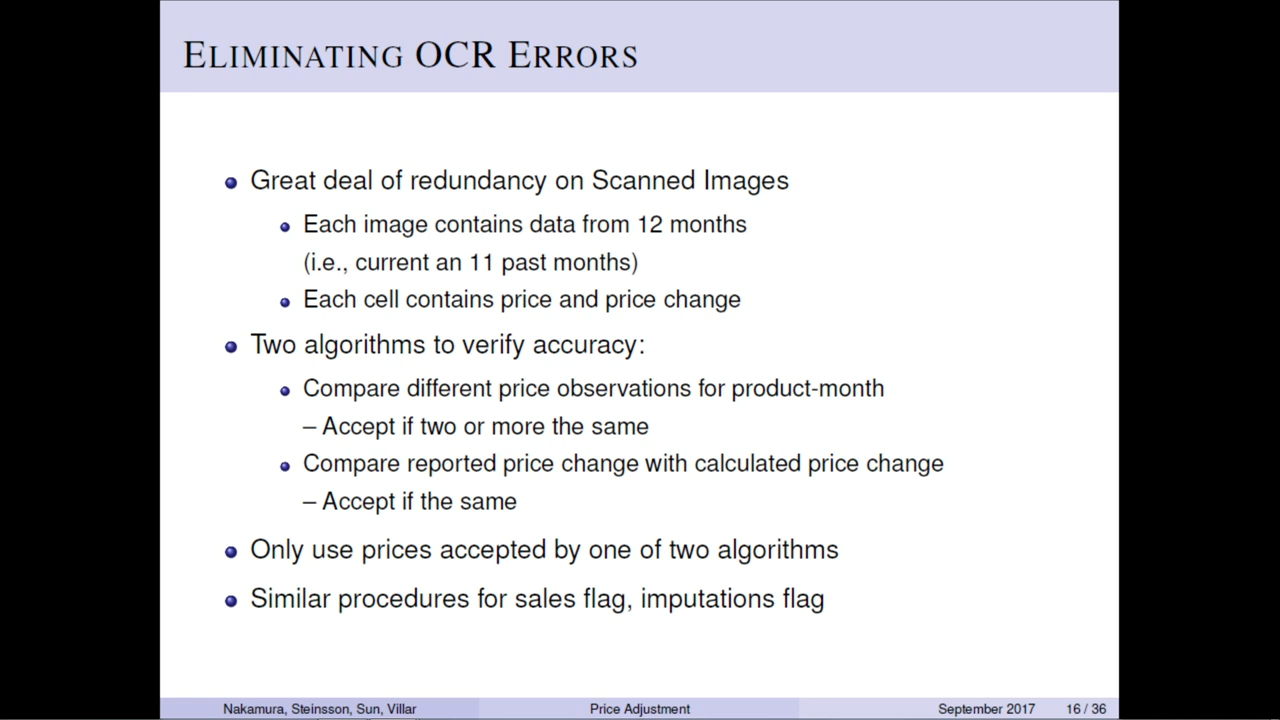 ELIMINATING OCR ERRORS
Great deal of redundancy on Scanned Images
Each image contains data from 12 months
(i.e., current an 11 past months)
Each cell contains price and price change
Two algorithms to verify accuracy:
Compare different price observations for product-month
– Accept if two or more the same
Compare reported price change with calculated price change
– Accept if the same
Only use prices accepted by one of two algorithms
Similar procedures for sales flag, imputations flag
Nakamura, Steinsson, Sun, Villar Price Adjustment September 2017 16 / 36